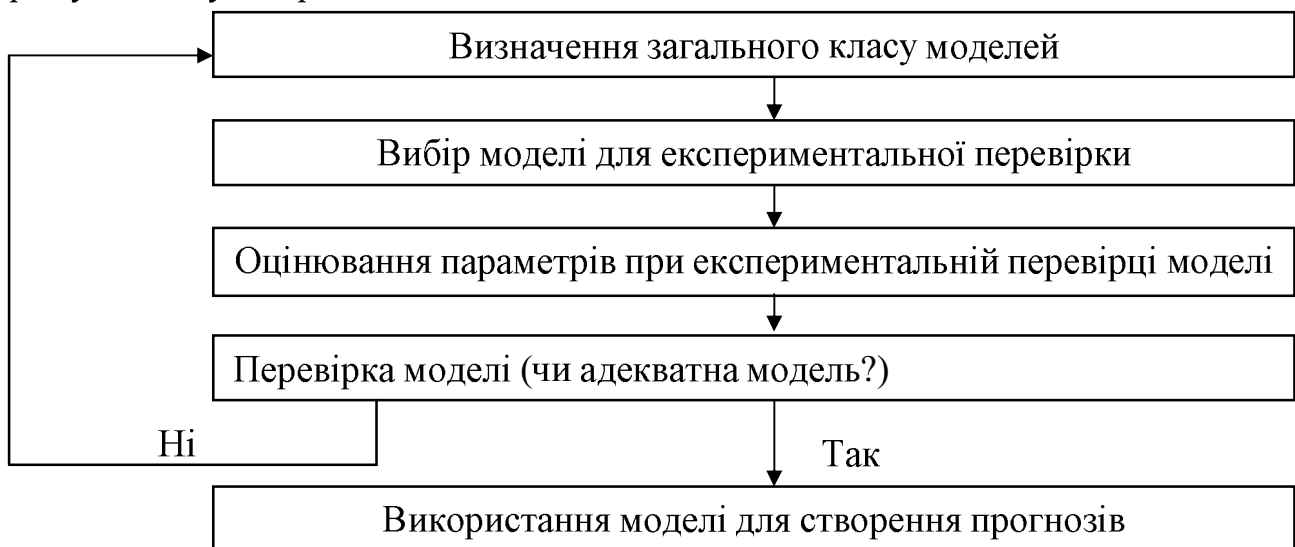 Визначення загального класу моделей
Вибір моделі для експериментальної перевірки
Оцінювання параметрів при експериментальній перевірці моделі
Перевірка моделі (чи адекватна модель?)
Ні
Так
Використання моделі для створення прогнозів